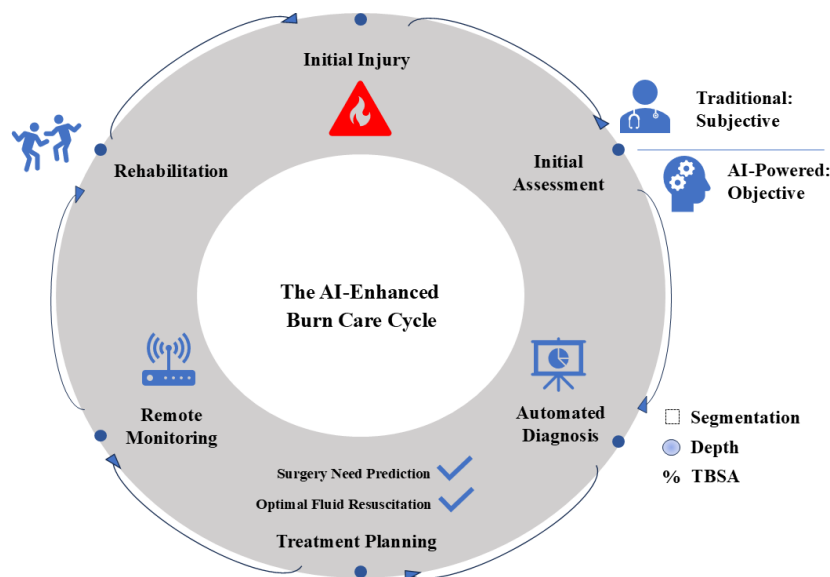 Initial Injury
Traditional:
Subjective
Initial
Assessment
AI-Powered:
Objective
Rehabilitation
The AI-Enhanced
Burn Care Cycle
Automated
Diagnosis
Segmentation
Depth
% TBSA
Remote
Monitoring
Surgery Need Prediction
Optimal Fluid Resuscitation
Treatment Planning